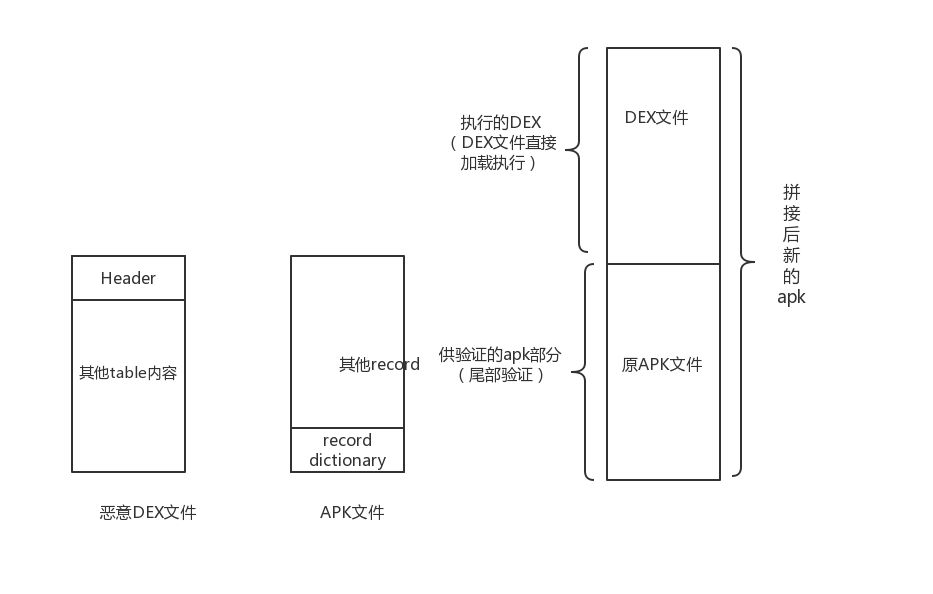 Header
其他table内容
恶意DEX文件
其他record
record
dictionary
APK文件
执行的DEX
（DEX文件直接
加载执行）
供验证的apk部分
（尾部验证）
DEX文件
原APK文件
拼
接
后
新
的
apk